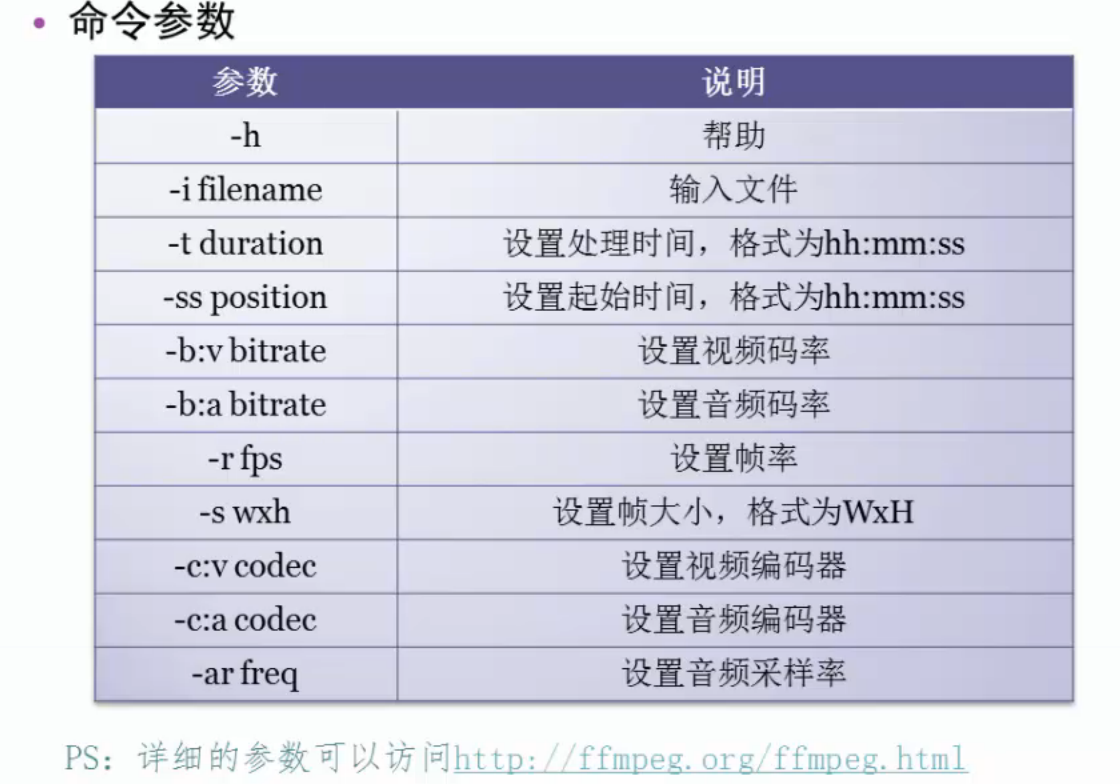 • 命令参数
参数 说明
-h 帮助
-i filename 输入文件
-t duration 设置处理时间，格式为hh:mm:ss
-ss position 设置起始时间，格式为hh:mm:ss
-b:v bitrate 设置视频码率
-b:a bitrate 设置音频码率
-r fps 设置帧率
-s wxh 设置帧大小，格式为WxH
-c:v codec 设置视频编码器
-c:a codec 设置音频编码器
-ar freq 设置音频采样率
PS：详细的参数可以访问http://ffmpeg.org/ffmpeg.html